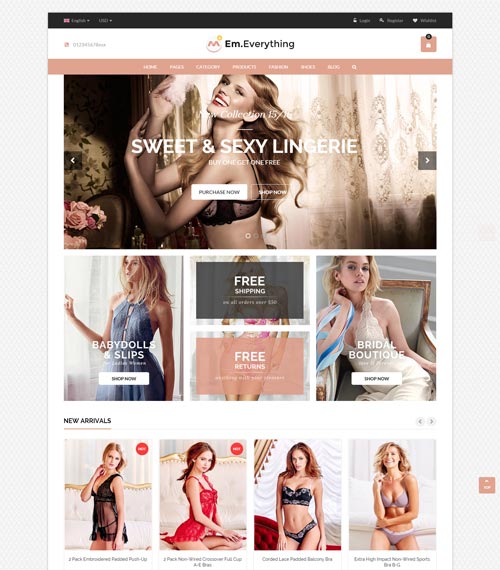 English USD Login Register Wishlist
012345678xxx
Em.Everything
0
HOME PAGES CATEGORY PRODUCTS FASHION SHOES BLOG
New Collection 15/16
SWEET & SEXY LINGERIE
BUY ONE GET ONE FREE
PURCHASE NOW SHOP NOW
BABYDOLLS
& SLIPS
for Ladies Women
SHOP NOW
FREE
SHIPPING
on all orders over $50
FREE
RETURNS
anything with your closeness
BRIDAL
BOUTIQUE
SHOP NOW
NEW ARRIVALS
HOT
HOT
2 Pack Embroidered Padded Push-Up
2 Pack Non-Wired Crossover Full Cup
A-E Bras
Corded Lace Padded Balcony Bra
Extra High Impact Non-Wired Sports
Bra B-G
TOP